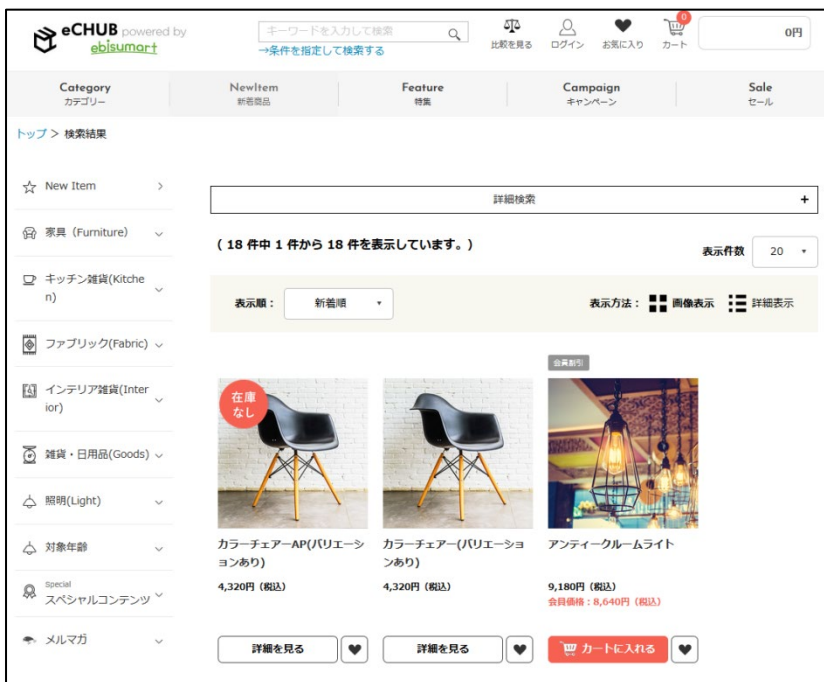 eCHUB powered by
ebisumart
キーワードを入力して検索
→条件を指定して検索する
比較を見る
ログイン
お気に入り
0
カート
0円
Category
カテゴリー
NewItem
新着商品
Feature
特集
Campaign
キャンペーン
Sale
セール
トップ > 検索結果
New Item
家具（Furniture）
キッチン雑貨(Kitche
n)
ファブリック(Fabric)
インテリア雑貨(Inter
ior)
雑貨・日用品(Goods)
照明(Light)
対象年齢
Special
スペシャルコンテンツ
メルマガ
詳細検索 +
( 18 件中 1 件から 18 件を表示しています。)
表示件数 20
表示順： 新着順
表示方法： 画像表示 詳細表示
在庫
なし
カラーチェアーAP(バリエーシ
ョンあり)
4,320円（税込）
詳細を見る
カラーチェアー(バリエーショ
ンあり)
4,320円（税込）
詳細を見る
会員割引
アンティークルームライト
9,180円（税込）
会員価格：8,640円（税込）
カートに入れる